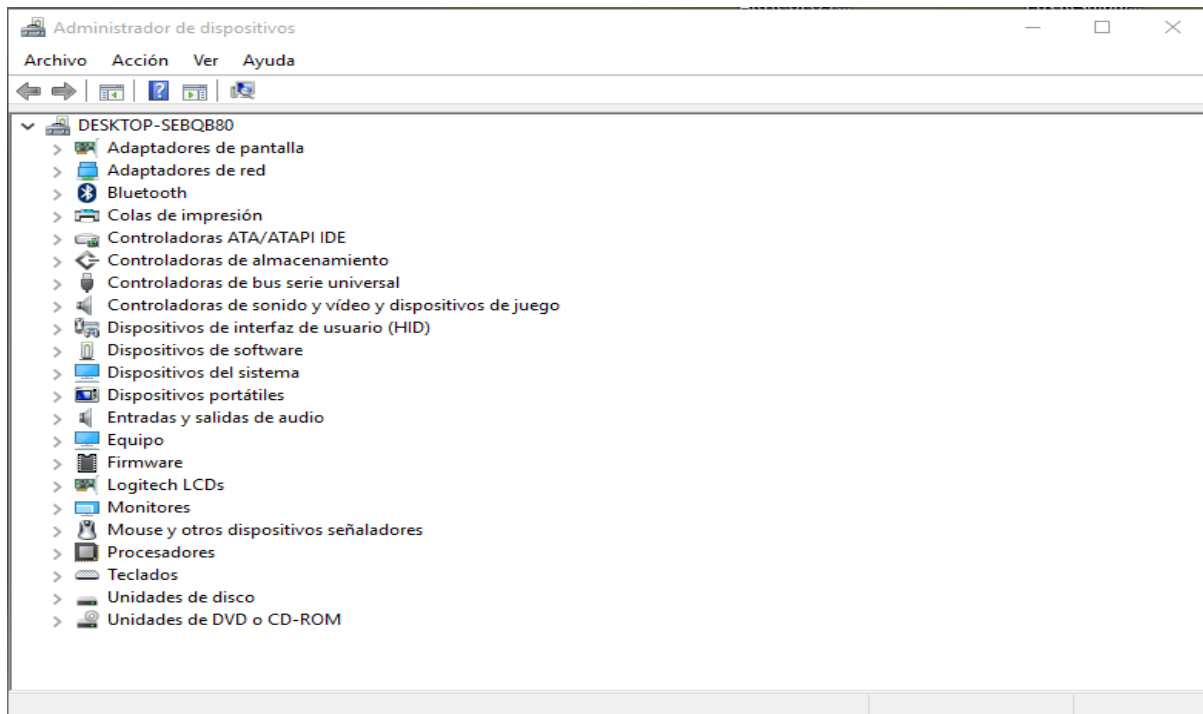 Administrador de dispositivos
Archivo Acción Ver Ayuda
DESKTOP-SEBQB80
Adaptadores de pantalla
Adaptadores de red
Bluetooth
Colas de impresión
Controladoras ATA/ATAPI IDE
Controladoras de almacenamiento
Controladoras de bus serie universal
Controladoras de sonido y vídeo y dispositivos de juego
Dispositivos de interfaz de usuario (HID)
Dispositivos de software
Dispositivos del sistema
Dispositivos portátiles
Entradas y salidas de audio
Equipo
Firmware
Logitech LCDs
Monitores
Mouse y otros dispositivos señaladores
Procesadores
Teclados
Unidades de disco
Unidades de DVD o CD-ROM